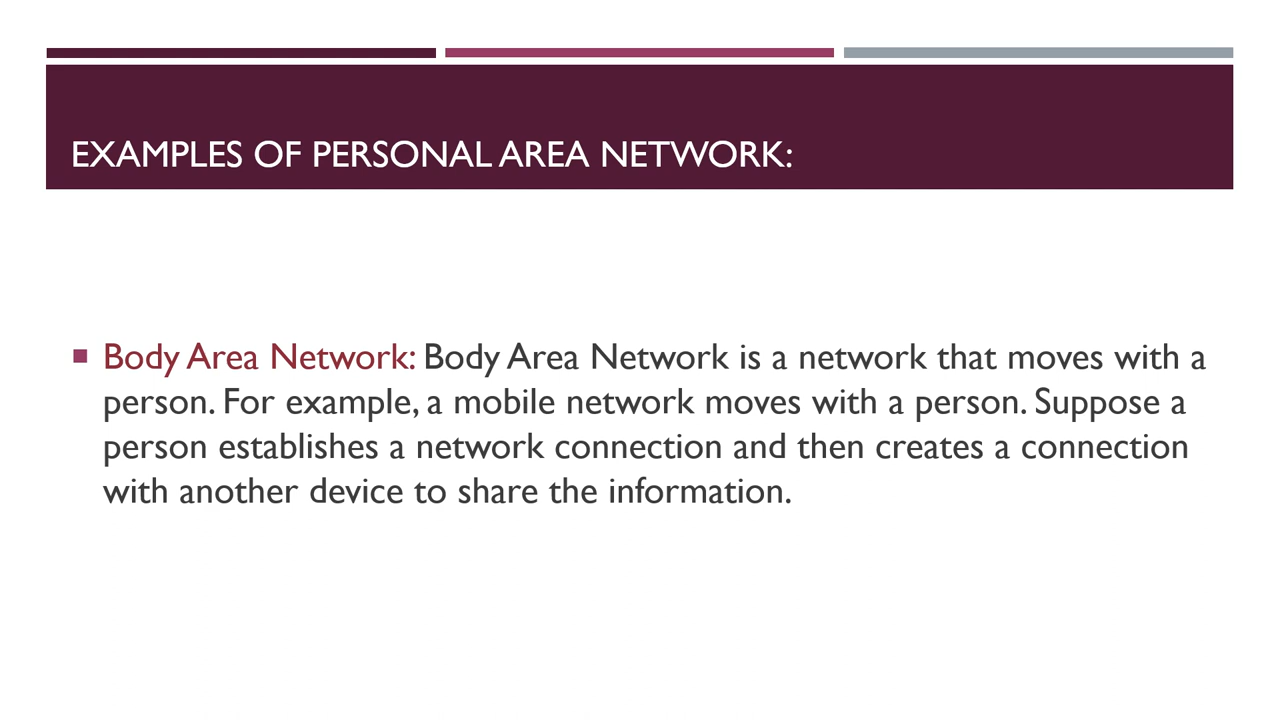 EXAMPLES OF PERSONAL AREA NETWORK:
Body Area Network: Body Area Network is a network that moves with a
person. For example, a mobile network moves with a person. Suppose a
person establishes a network connection and then creates a connection
with another device to share the information.